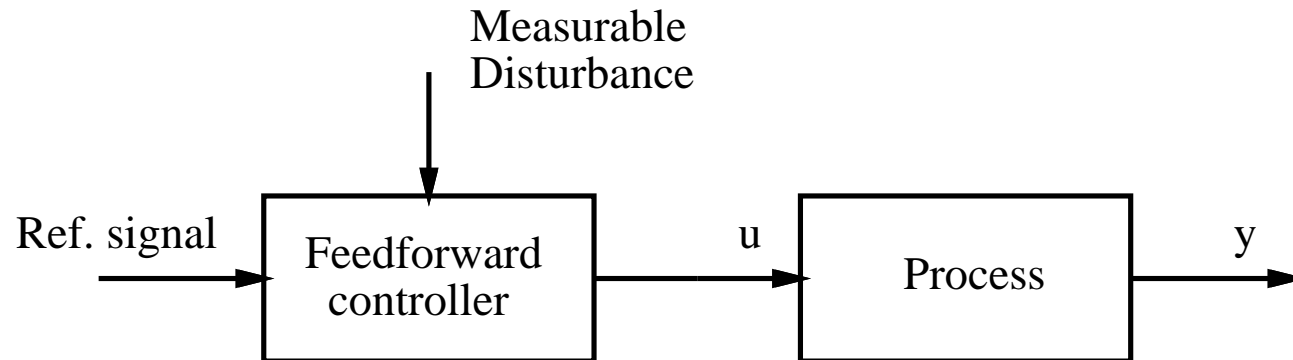 Measurable
Disturbance
Ref. signal
Feedforward
controller
u
Process
y